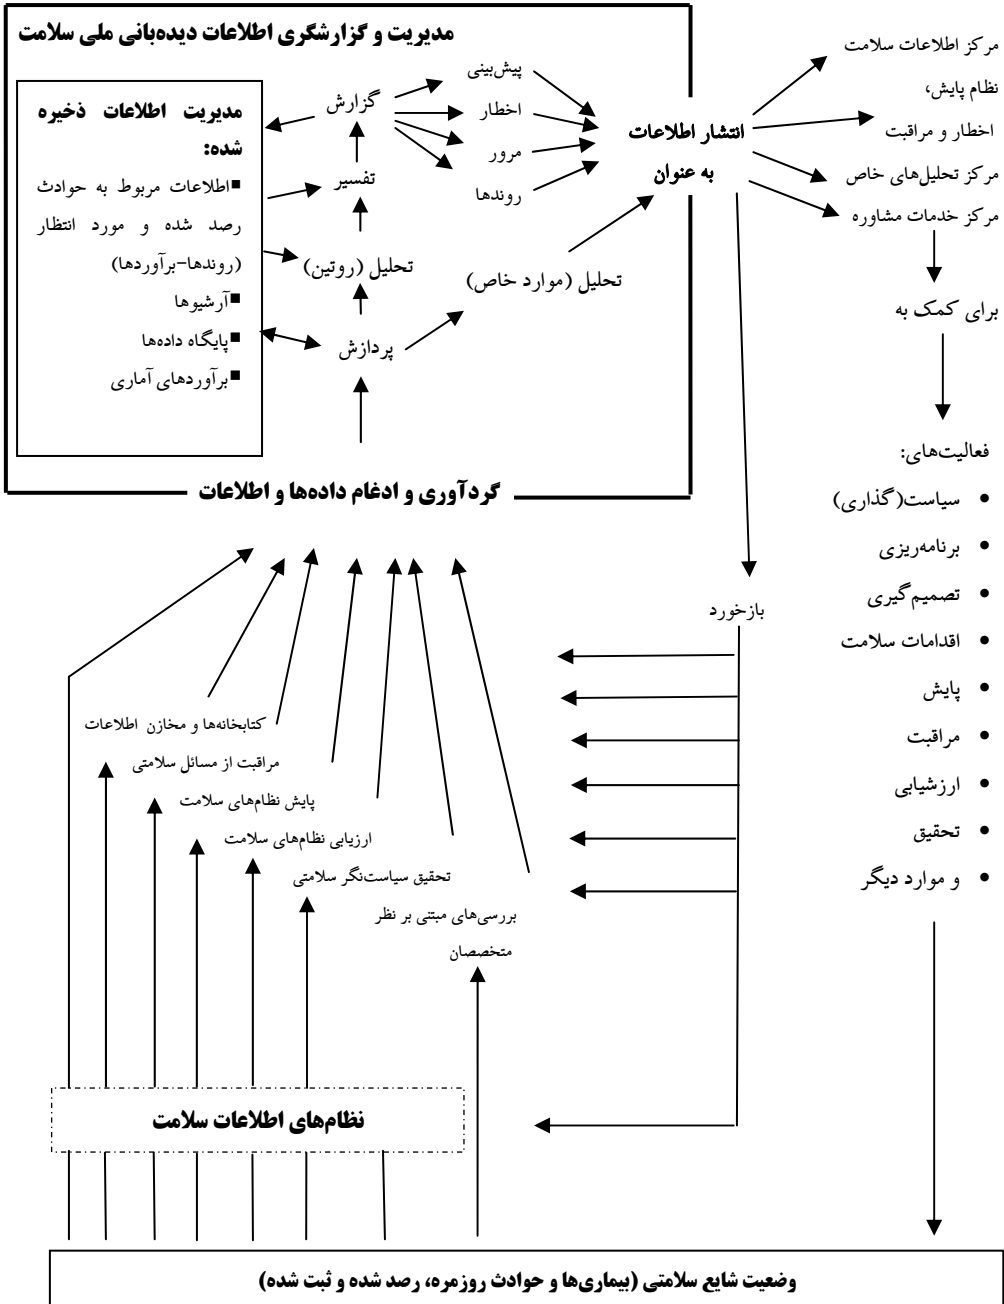 مدیریت و گزارشگری اطلاعات دیده‌بانی ملی سلامت
مدیریت اطلاعات ذخیره
شده:
■اطلاعات مربوط به حوادث
رصد شده و مورد انتظار
(روندها-برآوردها)
■آرشیوها
■پایگاه داده‌ها
■برآوردهای آماری
گزارش
تفسیر
تحلیل (روتین)
پردازش
پیش‌بینی
اخطار
مرور
روندها
تحلیل (موارد خاص)
انتشار اطلاعات
به عنوان
گردآوری و ادغام داده‌ها و اطلاعات
مرکز اطلاعات سلامت
نظام پایش،
اخطار و مراقبت
مرکز تحلیل‌های خاص
مرکز خدمات مشاوره
برای کمک به
فعالیت‌های:
• سیاست(گذاری)
• برنامه‌ریزی
• تصمیم‌گیری
• اقدامات سلامت
• پایش
• مراقبت
• ارزشیابی
• تحقیق
• و موارد دیگر
بازخورد
کتابخانه‌ها و مخازن اطلاعات
مراقبت از مسائل سلامتی
پایش نظام‌های سلامت
ارزیابی نظام‌های سلامت
تحقیق سیاست‌نگر سلامتی
بررسی‌های مبتنی بر نظر
متخصصان
نظام‌های اطلاعات سلامت
وضعیت شایع سلامتی (بیماری‌ها و حوادث روزمره، رصد شده و ثبت شده)